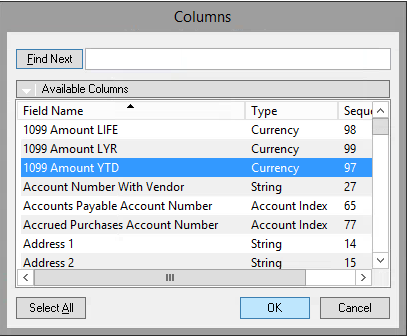 Columns
Find Next
Available Columns
Field Name Type Sequ
1099 Amount LIFE Currency 98
1099 Amount LYR Currency 99
1099 Amount YTD Currency 97
Account Number With Vendor String 27
Accounts Payable Account Number Account Index 65
Accrued Purchases Account Number Account Index 77
Address 1 String 14
Address 2 String 15
Select All OK Cancel